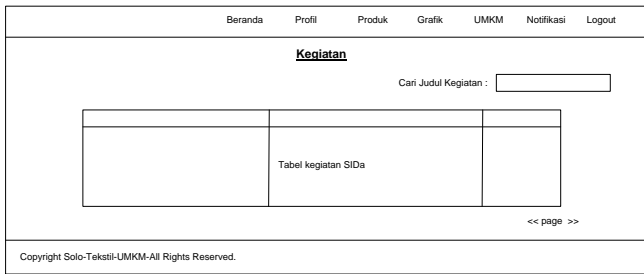 Beranda Profil Produk Grafik UMKM Notifikasi Logout
Kegiatan
Cari Judul Kegiatan :
Tabel kegiatan SIDa
<< page >>
Copyright Solo-Tekstil-UMKM-All Rights Reserved.